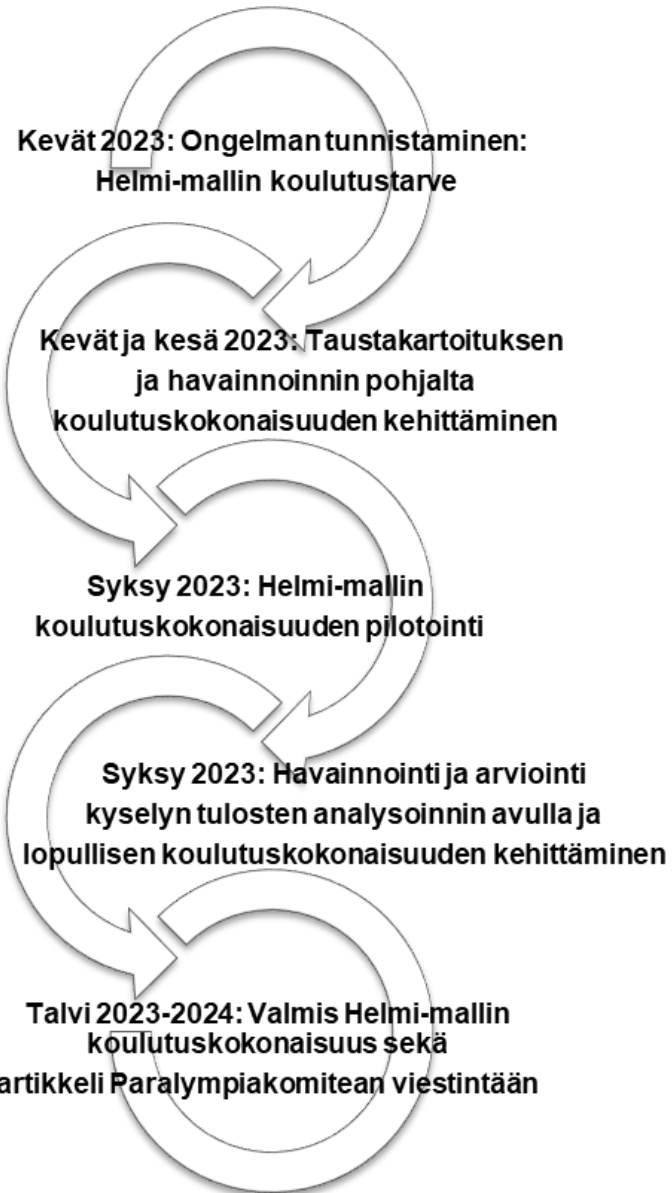 Kevät 2023: Ongelman tunnistaminen:
Helmi-mallin koulutustarve
Kevät ja kesä 2023: Taustakartoituksen
ja havainnoinnin pohjalta
koulutuskokonaisuuden kehittäminen
Syksy 2023: Helmi-mallin
koulutuskokonaisuuden pilotointi
Syksy 2023: Havainnointi ja arviointi
kyselyn tulosten analysoinnin avulla ja
lopullisen koulutuskokonaisuuden kehittäminen
Talvi 2023-2024: Valmis Helmi-mallin
koulutuskokonaisuus sekä
artikkeli Paralympiakomitean viestintään